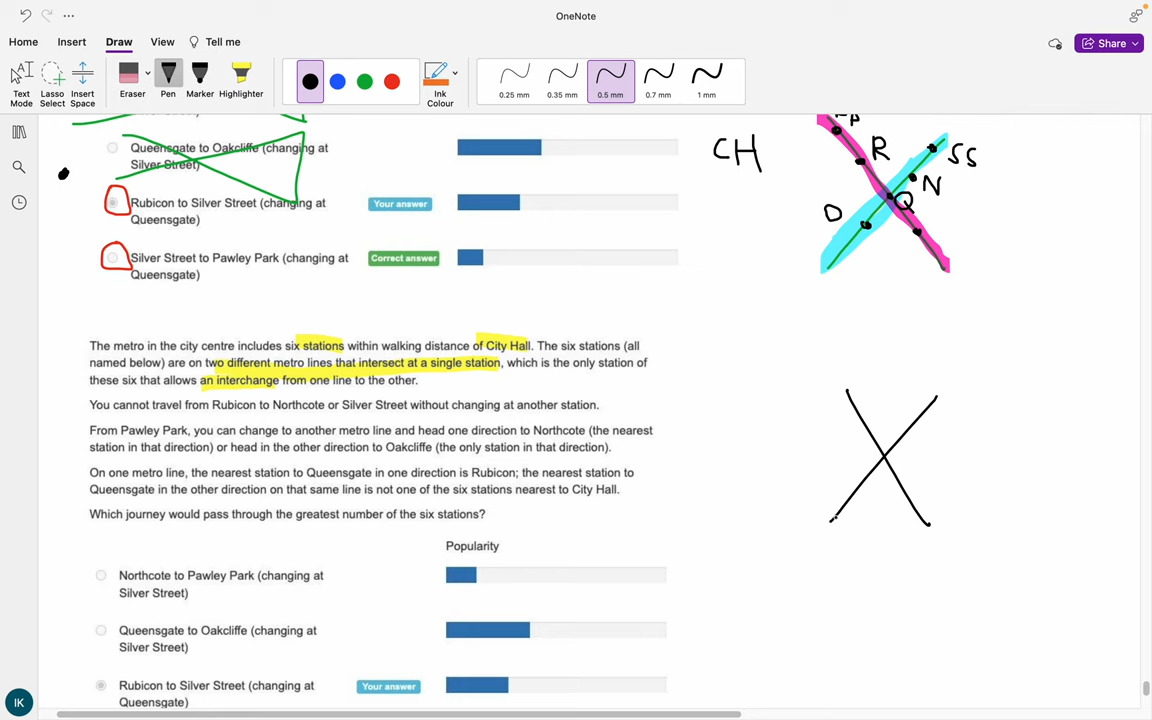 OneNote
Home Insert Draw View Tell me
Share
Text Mode
Lasso Select
Insert Space
Eraser
Pen
Marker
Highlighter
Ink Colour
0.25 mm
0.35 mm
0.5 mm
0.7 mm
1 mm
Queensgate to Oakcliffe (changing at
Silver Street)
Rubicon to Silver Street (changing at
Queensgate)
Your answer
Silver Street to Pawley Park (changing at
Queensgate)
Correct answer
CH
R
SS
N
Q
O
The metro in the city centre includes six stations within walking distance of City Hall. The six stations (all
named below) are on two different metro lines that intersect at a single station, which is the only station of
these six that allows an interchange from one line to the other.
You cannot travel from Rubicon to Northcote or Silver Street without changing at another station.
From Pawley Park, you can change to another metro line and head one direction to Northcote (the nearest
station in that direction) or head in the other direction to Oakcliffe (the only station in that direction).
On one metro line, the nearest station to Queensgate in one direction is Rubicon; the nearest station to
Queensgate in the other direction on that same line is not one of the six stations nearest to City Hall.
Which journey would pass through the greatest number of the six stations?
Popularity
Northcote to Pawley Park (changing at
Silver Street)
Queensgate to Oakcliffe (changing at
Silver Street)
Rubicon to Silver Street (changing at
Queensgate)
Your answer
IK